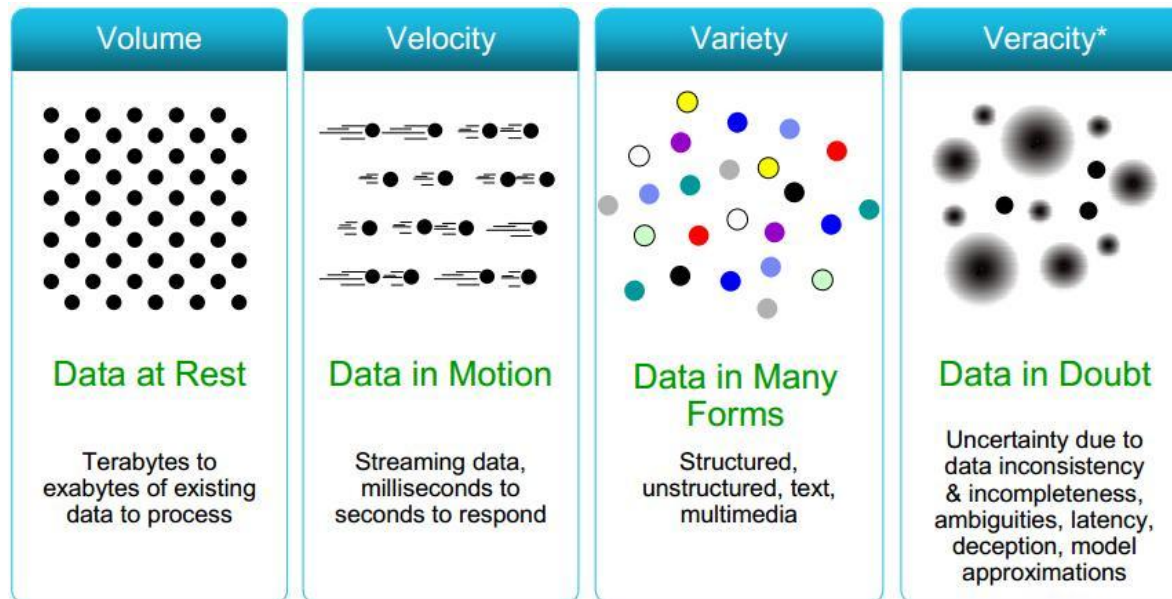 Volume
Data at Rest
Terabytes to
exabytes of existing
data to process
Velocity
Data in Motion
Streaming data,
milliseconds to
seconds to respond
Variety
Data in Many
Forms
Structured,
unstructured, text,
multimedia
Veracity*
Data in Doubt
Uncertainty due to
data inconsistency
& incompleteness,
ambiguities, latency,
deception, model
approximations